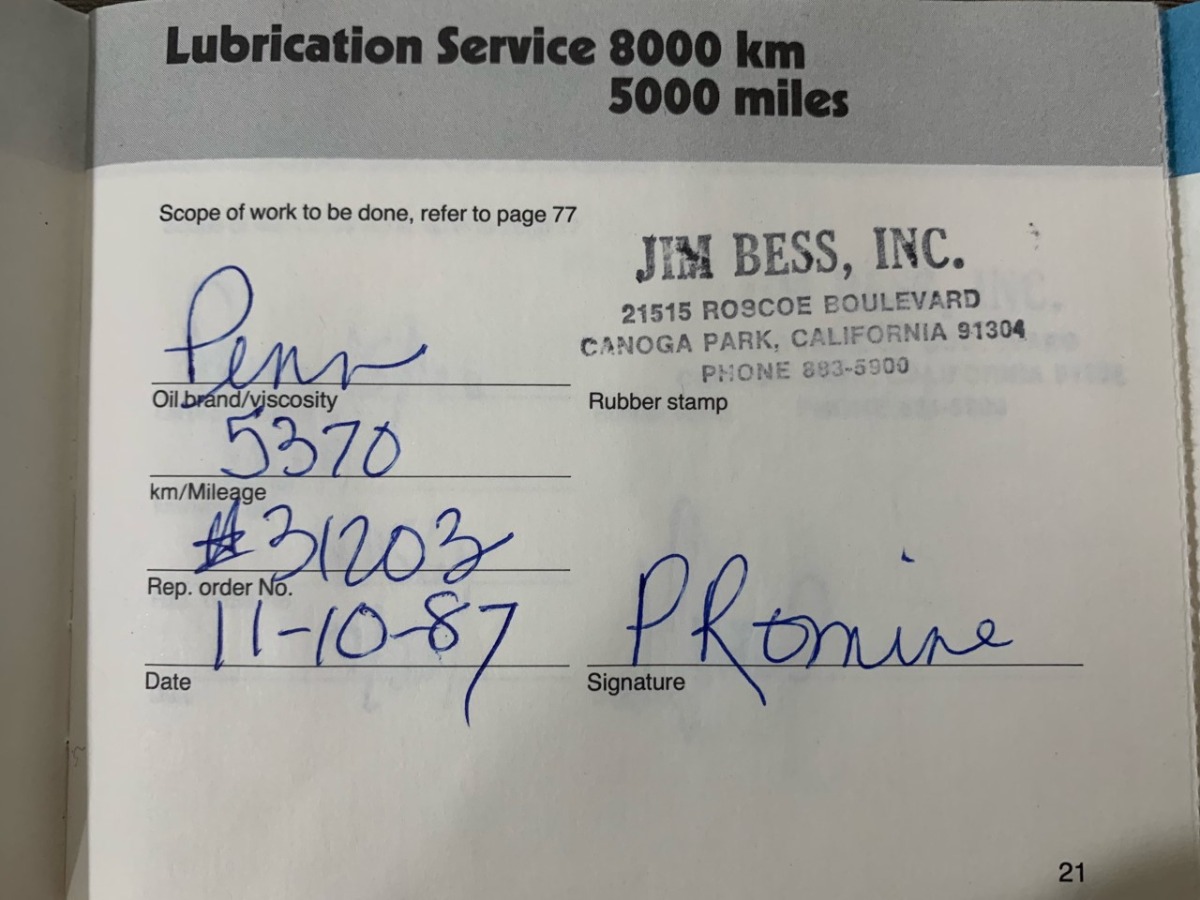 Lubrication Service 8000 km
5000 miles
Scope of work to be done, refer to page 77
JIM BESS, INC.
21515 ROSCOE BOULEVARD
CANOGA PARK, CALIFORNIA 91304
PHONE 883-5900
Rubber stamp
Penn
Oil brand/viscosity
5370
km/Mileage
#31203
Rep. order No.
11-10-87
Date
P Romine
Signature
21